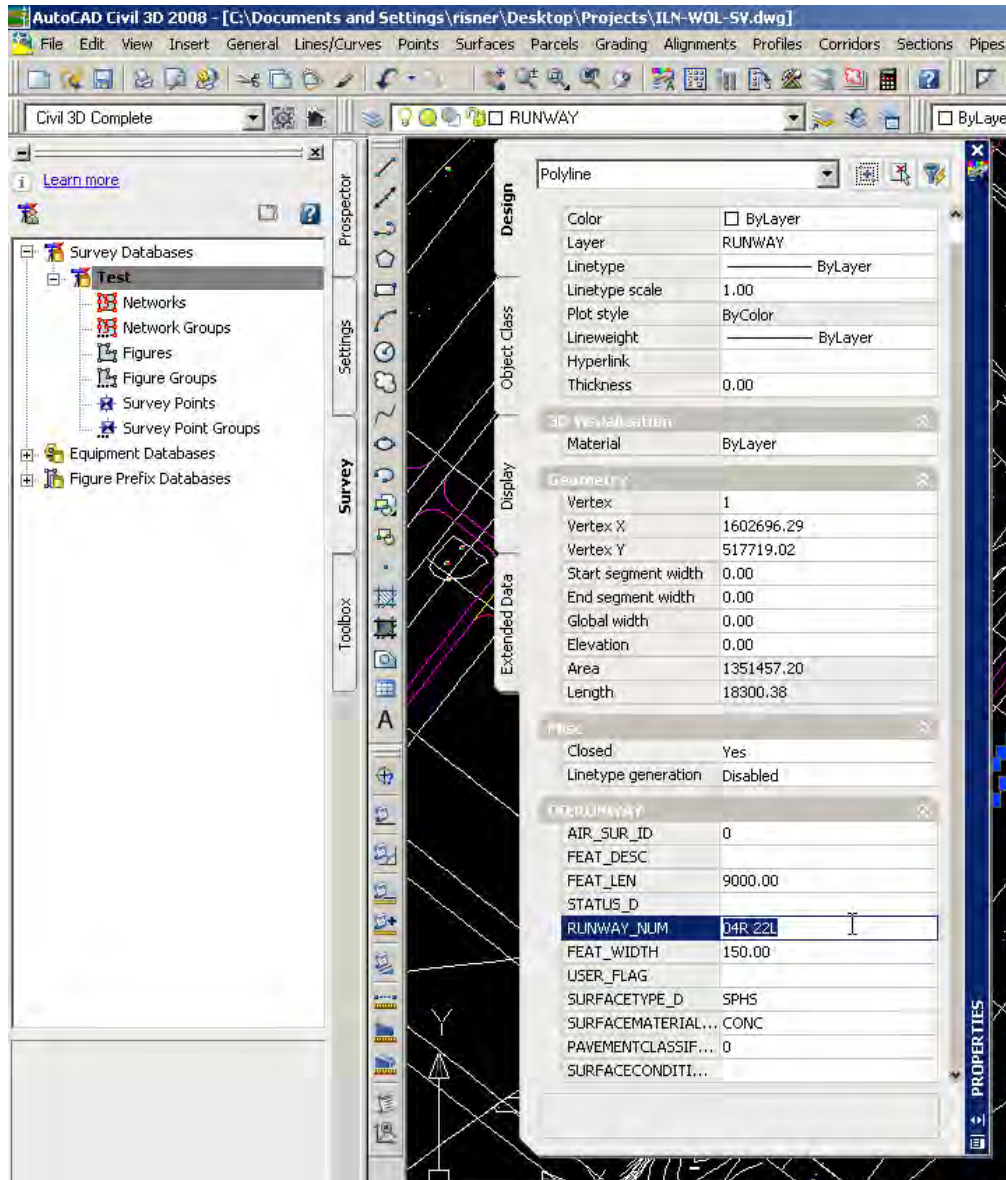 AutoCAD Civil 3D 2008 - [C:\Documents and Settings\risner\Desktop\Projects\ILN-WOL-SV.dwg]
File Edit View Insert General Lines/Curves Points Surfaces Parcels Grading Alignments Profiles Corridors Sections Pipes
Civil 3D Complete
RUNWAY
ByLaye
Learn more
Survey Databases
Test
Networks
Network Groups
Figures
Figure Groups
Survey Points
Survey Point Groups
Equipment Databases
Figure Prefix Databases
Prospector
Settings
Survey
Toolbox
A
Y
Design
Object Class
Display
Extended Data
Polyline
Color ByLayer
Layer RUNWAY
Linetype ByLayer
Linetype scale 1.00
Plot style ByColor
Lineweight ByLayer
Hyperlink
Thickness 0.00
3D Visualization
Material ByLayer
Geometry
Vertex 1
Vertex X 1602696.29
Vertex Y 517719.02
Start segment width 0.00
End segment width 0.00
Global width 0.00
Elevation 0.00
Area 1351457.20
Length 18300.38
Misc
Closed Yes
Linetype generation Disabled
AIR_SUR_ID 0
FEAT_DESC
FEAT_LEN 9000.00
STATUS_D
RUNWAY_NUM 04R 22L
FEAT_WIDTH 150.00
USER_FLAG
SURFACETYPE_D SPHS
SURFACEMATERIAL... CONC
PAVEMENTCLASSIF... 0
SURFACECONDITI...
PROPERTIES